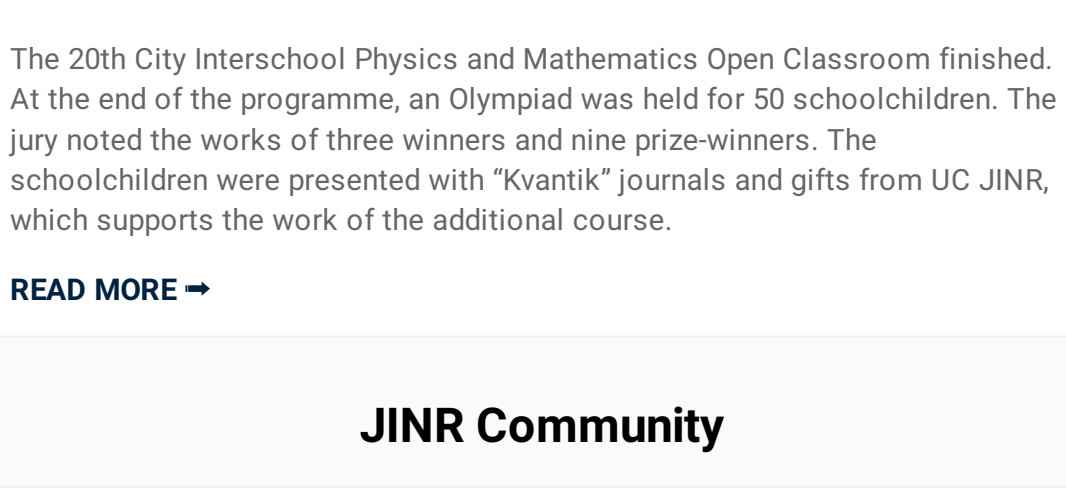 The 20th City Interschool Physics and Mathematics Open Classroom finished.
At the end of the programme, an Olympiad was held for 50 schoolchildren. The
jury noted the works of three winners and nine prize-winners. The
schoolchildren were presented with “Kvantik” journals and gifts from UC JINR,
which supports the work of the additional course.
READ MORE ➞
JINR Community